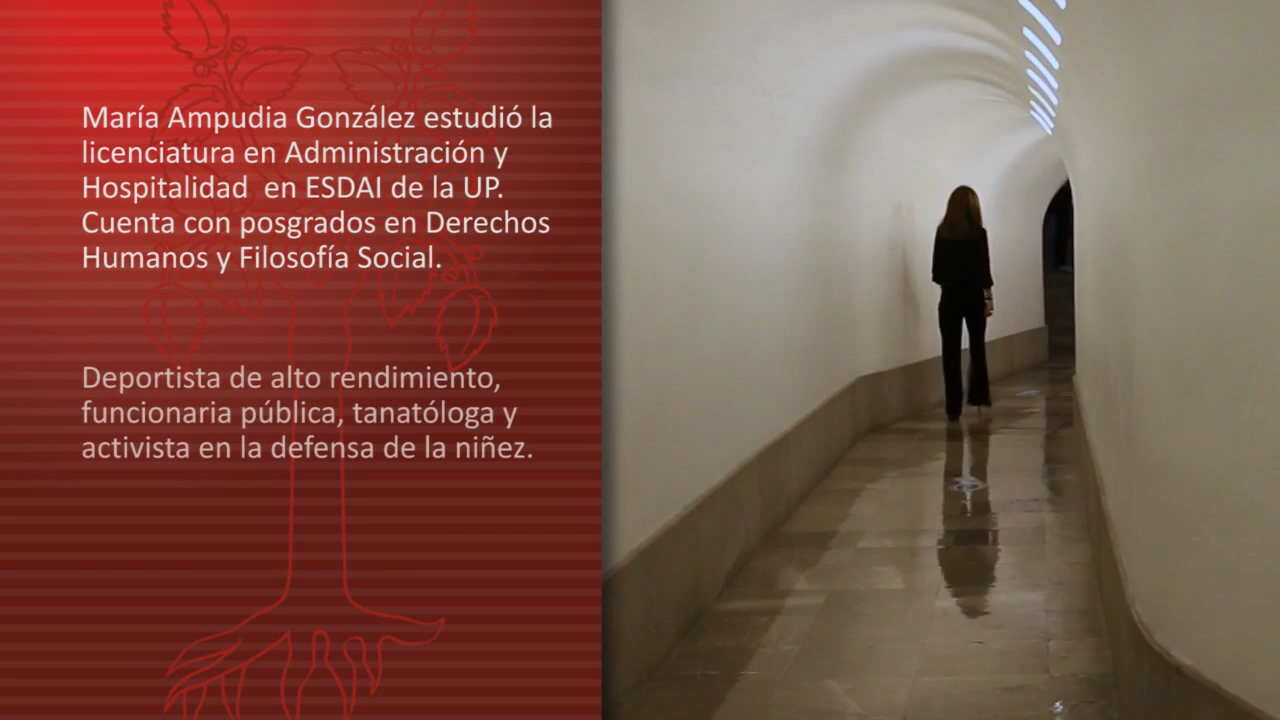 María Ampudia González estudió la
licenciatura en Administración y
Hospitalidad  en ESDAI de la UP.
Cuenta con posgrados en Derechos
Humanos y Filosofía Social.
Deportista de alto rendimiento,
funcionaria pública, tanatóloga y
activista en la defensa de la niñez.